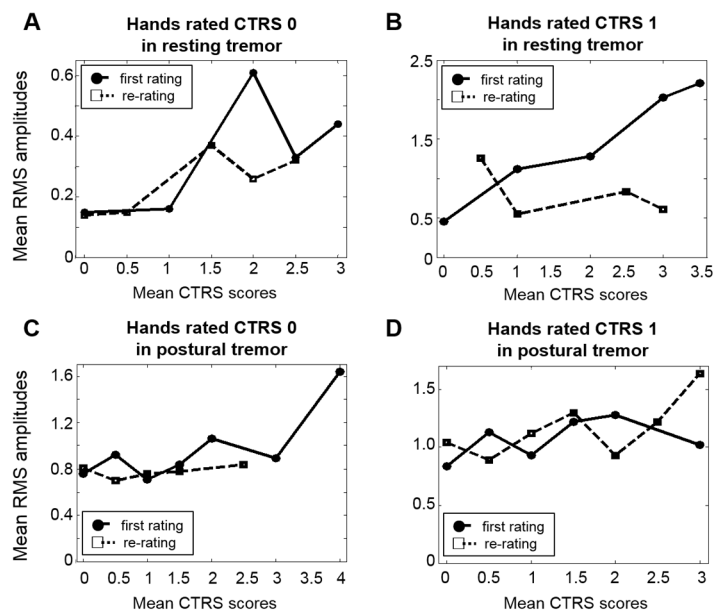 A
Hands rated CTRS 0
in resting tremor
0.6
0.4
0.2
0
first rating
re-rating
Mean RMS amplitudes
0 0.5 1 1.5 2 2.5 3
Mean CTRS scores
B
Hands rated CTRS 1
in resting tremor
2.5
2.0
1.5
1.0
0.5
0
first rating
re-rating
0 0.5 1 2 3 3.5
Mean CTRS scores
C
Hands rated CTRS 0
in postural tremor
1.6
1.2
0.8
0.4
0
first rating
re-rating
Mean RMS amplitudes
0 0.5 1 1.5 2 2.5 3 3.5 4
Mean CTRS scores
D
Hands rated CTRS 1
in postural tremor
1.5
1.0
0.5
0
first rating
re-rating
0 0.5 1 1.5 2 2.5 3
Mean CTRS scores